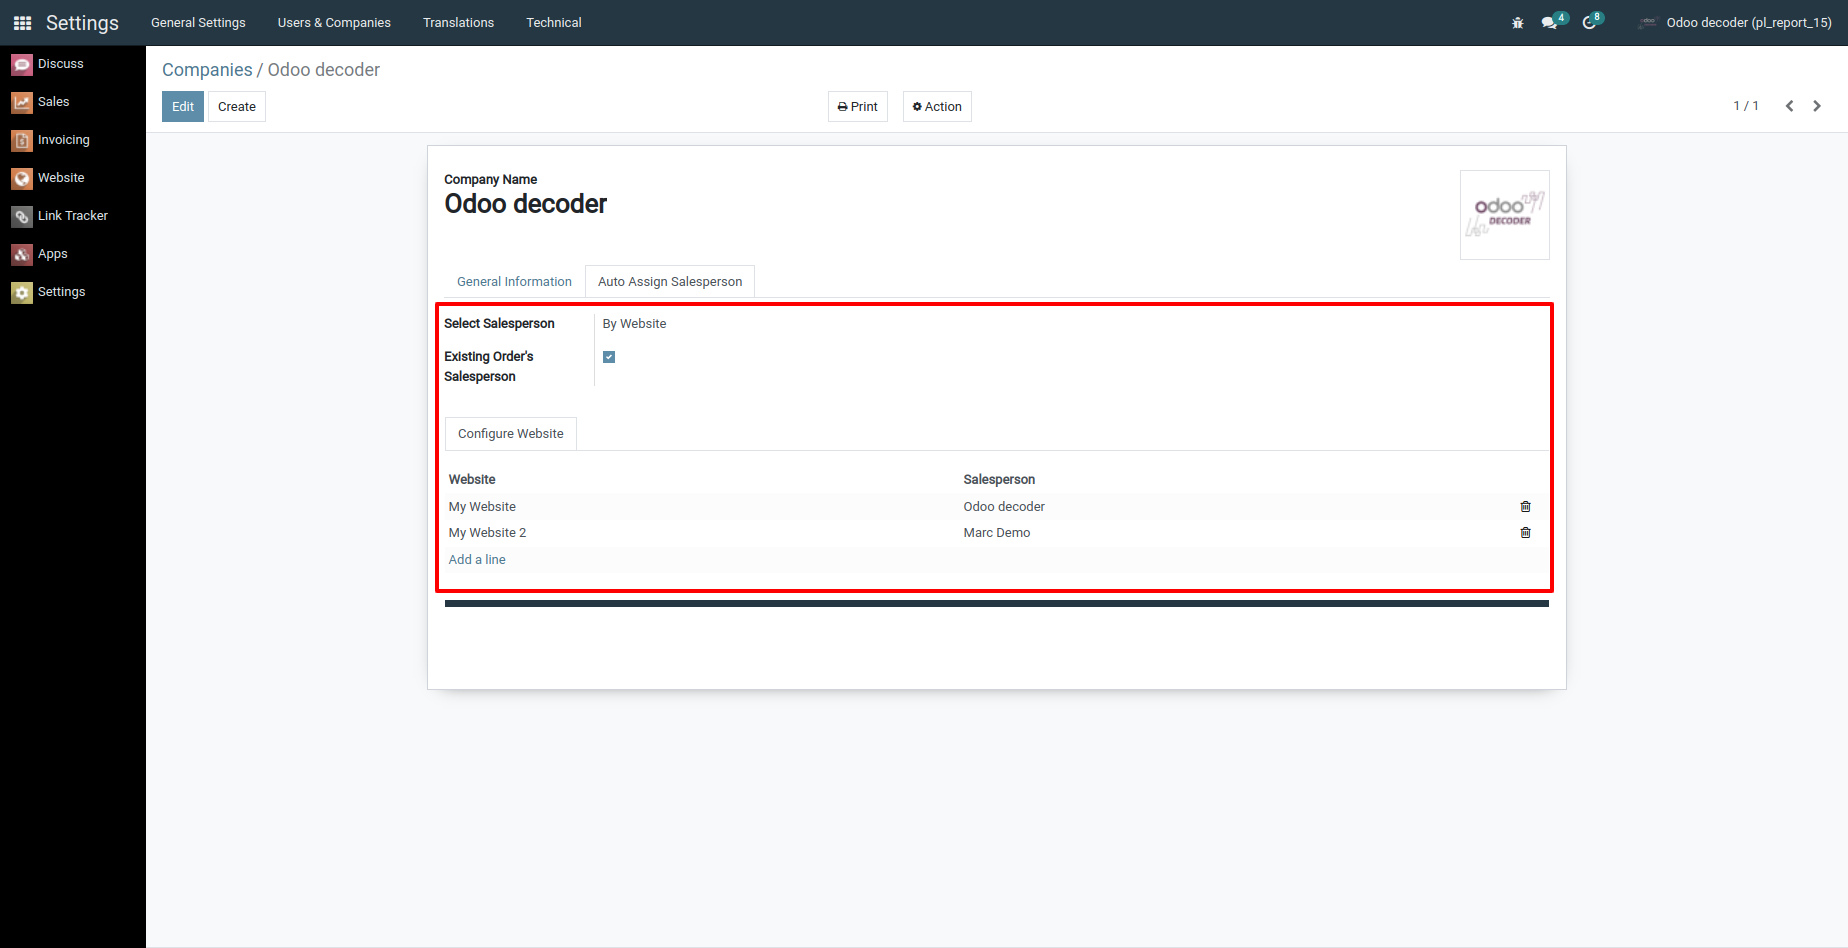 Settings General Settings Users & Companies Translations Technical 4 8 Odoo decoder (pl_report_15)
Discuss
Sales
Invoicing
Website
Link Tracker
Apps
Settings
Companies / Odoo decoder
Edit Create Print Action 1 / 1
Company Name
Odoo decoder
odoo
DECODER
General Information Auto Assign Salesperson
Select Salesperson By Website
Existing Order's
Salesperson
Configure Website
Website Salesperson
My Website Odoo decoder
My Website 2 Marc Demo
Add a line